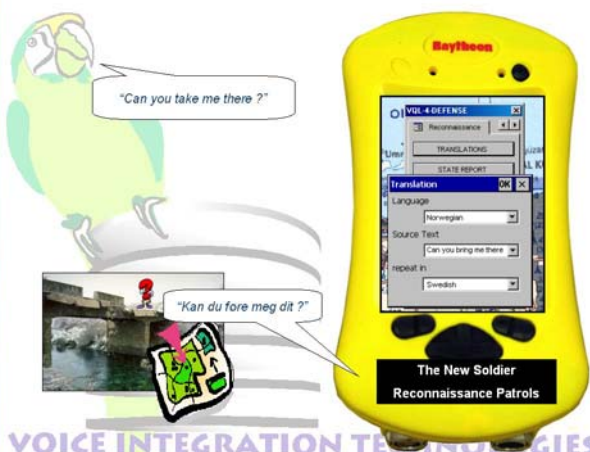 Raytheon
"Can you take me there ?"
VQL-4-DEFENSE
Reconnaissance
TRANSLATIONS
STATE REPORT
Translation OK
Language
Norwegian
Source Text
Can you bring me there
repeat in
Swedish
"Kan du fore meg dit ?"
The New Soldier
Reconnaissance Patrols
VOICE INTEGRATION